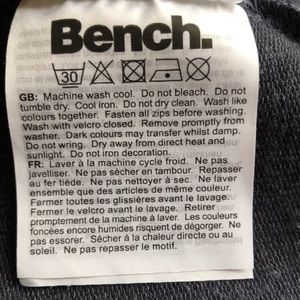 Bench.
30
GB: Machine wash cool. Do not bleach. Do not
tumble dry. Cool iron. Do not dry clean. Wash like
colours together. Fasten all zips before washing.
Wash with velcro closed. Remove promptly from
washer. Dark colours may transfer whilst damp.
Do not wring. Dry away from direct heat and
sunlight. Do not iron decoration.
FR: Laver à la machine cycle froid. Ne pas
javelliser. Ne pas sécher en tambour. Repasser
au fer tiède. Ne pas nettoyer à sec. Ne laver
ensemble que des articles de même couleur.
Fermer toutes les glissières avant le lavage.
Fermer le velcro avant le lavage. Retirer
promptement de la machine à laver. Les couleurs
foncées encore humides risquent de dégorger. Ne
pas essorer. Sécher à la chaleur directe ou au
soleil. Ne pas repasser le motif.